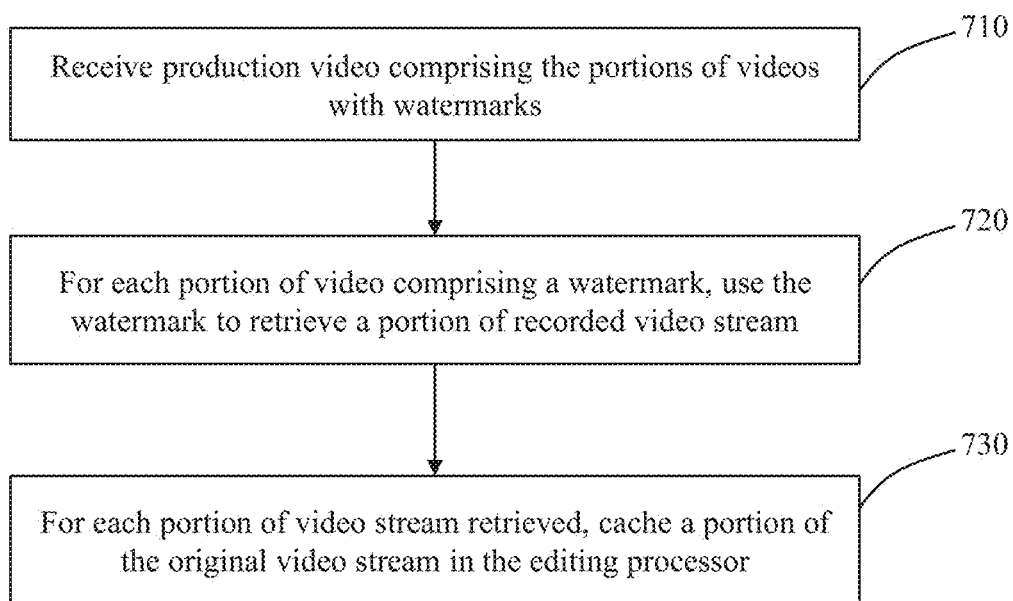 710
Receive production video comprising the portions of videos
with watermarks
720
For each portion of video comprising a watermark, use the
watermark to retrieve a portion of recorded video stream
730
For each portion of video stream retrieved, cache a portion of
the original video stream in the editing processor